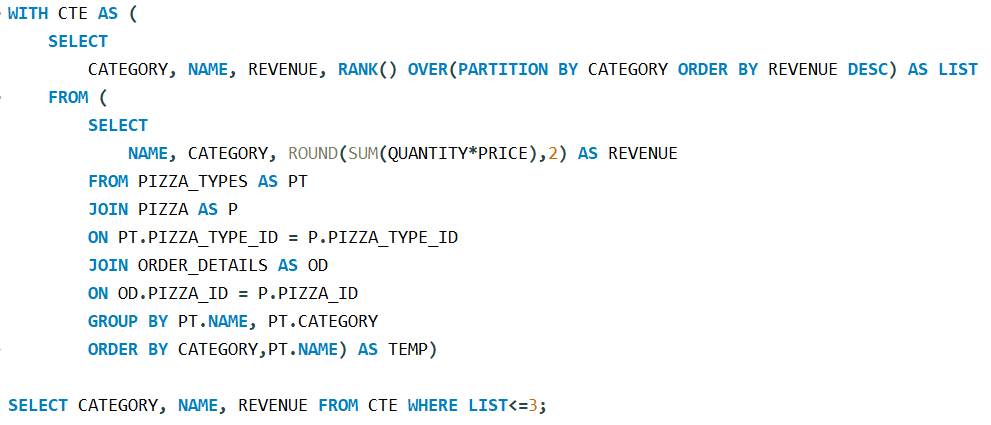 WITH CTE AS (
SELECT
CATEGORY, NAME, REVENUE, RANK() OVER(PARTITION BY CATEGORY ORDER BY REVENUE DESC) AS LIST
FROM (
SELECT
NAME, CATEGORY, ROUND(SUM(QUANTITY*PRICE),2) AS REVENUE
FROM PIZZA_TYPES AS PT
JOIN PIZZA AS P
ON PT.PIZZA_TYPE_ID = P.PIZZA_TYPE_ID
JOIN ORDER_DETAILS AS OD
ON OD.PIZZA_ID = P.PIZZA_ID
GROUP BY PT.NAME, PT.CATEGORY
ORDER BY CATEGORY,PT.NAME) AS TEMP)
SELECT CATEGORY, NAME, REVENUE FROM CTE WHERE LIST<=3;